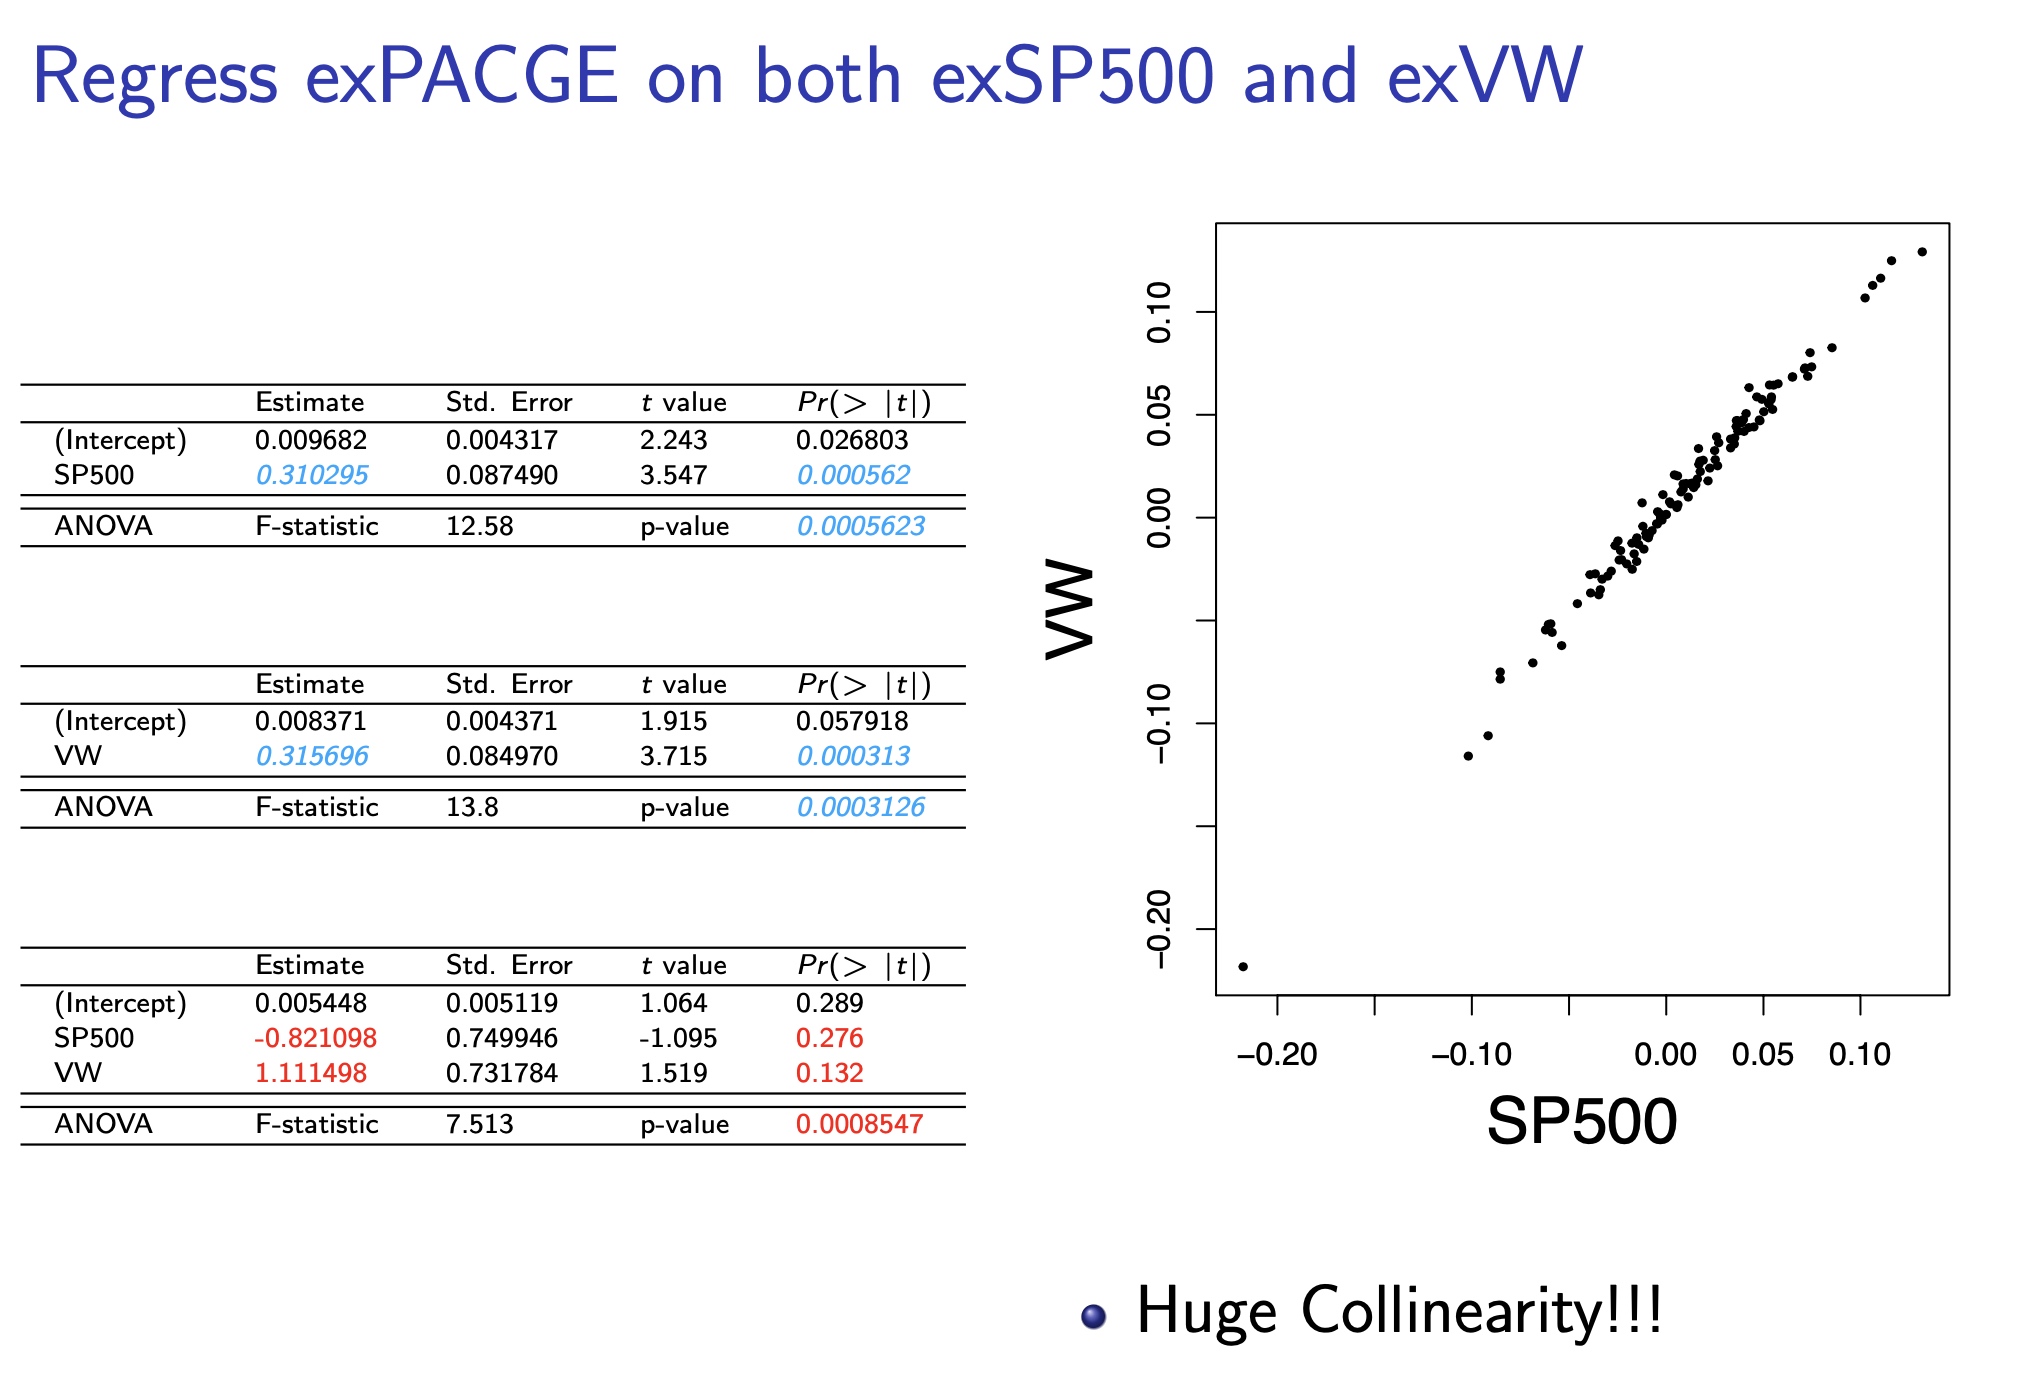 Regress exPACGE on both exSP500 and exVW
Estimate Std. Error t value Pr(> |t|)
(Intercept) 0.009682 0.004317 2.243 0.026803
SP500 0.310295 0.087490 3.547 0.000562
ANOVA F-statistic 12.58 p-value 0.0005623
Estimate Std. Error t value Pr(> |t|)
(Intercept) 0.008371 0.004371 1.915 0.057918
VW 0.315696 0.084970 3.715 0.000313
ANOVA F-statistic 13.8 p-value 0.0003126
Estimate Std. Error t value Pr(> |t|)
(Intercept) 0.005448 0.005119 1.064 0.289
SP500 -0.821098 0.749946 -1.095 0.276
VW 1.111498 0.731784 1.519 0.132
ANOVA F-statistic 7.513 p-value 0.0008547
VW
0.10
0.05
0.00
−0.10
−0.20
−0.20 −0.10 0.00 0.05 0.10
SP500
Huge Collinearity!!!